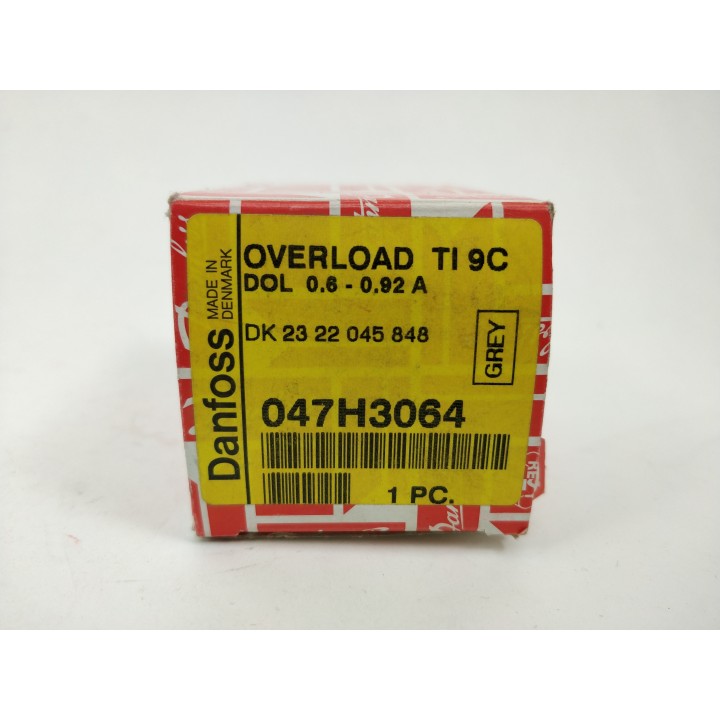 OVERLOAD TI 9C
DOL 0.6 - 0.92 A
DK 23 22 045 848
GREY
047H3064
1 PC.
Danfoss
MADE IN
DENMARK